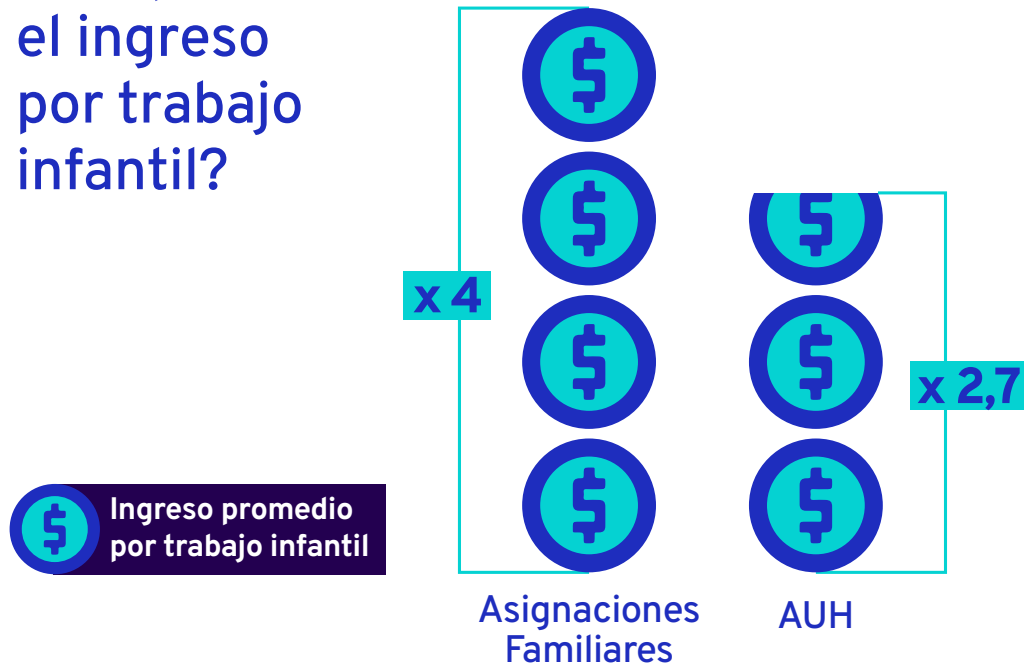 el ingreso
por trabajo
infantil?
x 4
x 2,7
$
$
$
$
$
$
$
$
Ingreso promedio
por trabajo infantil
Asignaciones
Familiares
AUH